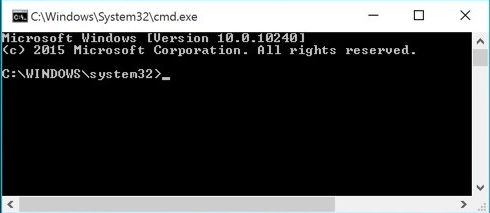 C:\Windows\System32\cmd.exe
Microsoft Windows [Version 10.0.10240]
(c) 2015 Microsoft Corporation. All rights reserved.
C:\WINDOWS\system32>_